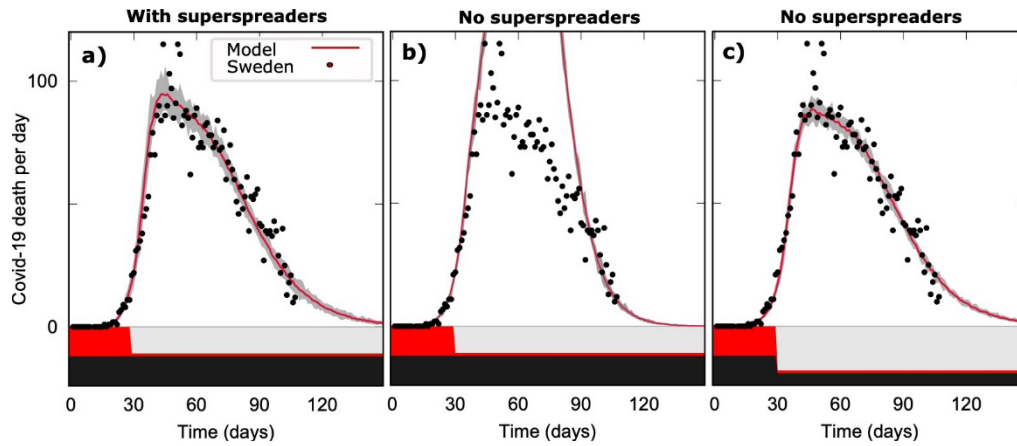 With superspreaders
No superspreaders
No superspreaders
a)
Model
Sweden
b)
c)
Covid-19 death per day
100
0
0
30
60
90
120
0
30
60
90
120
0
30
60
90
120
Time (days)
Time (days)
Time (days)